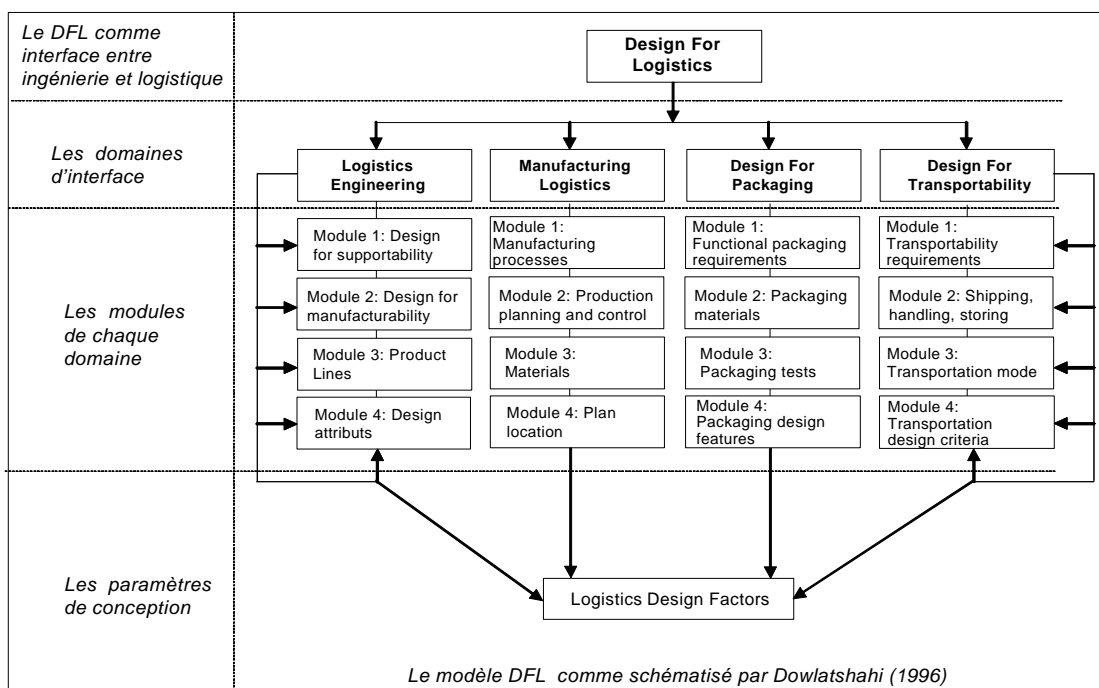 Le DFL comme
interface entre
ingénierie et logistique
Design For
Logistics
Les domaines
d'interface
Logistics
Engineering
Manufacturing
Logistics
Design For
Packaging
Design For
Transportability
Les modules
de chaque
domaine
Module 1: Design
for supportability
Module 1:
Manufacturing
processes
Module 1:
Functional packaging
requirements
Module 1:
Transportability
requirements
Module 2: Design for
manufacturability
Module 2: Production
planning and control
Module 2: Packaging
materials
Module 2: Shipping,
handling, storing
Module 3: Product
Lines
Module 3:
Materials
Module 3:
Packaging tests
Module 3:
Transportation mode
Module 4: Design
attributs
Module 4: Plan
location
Module 4:
Packaging design
features
Module 4:
Transportation
design criteria
Les paramètres
de conception
Logistics Design Factors
Le modèle DFL comme schématisé par Dowlatshahi (1996)